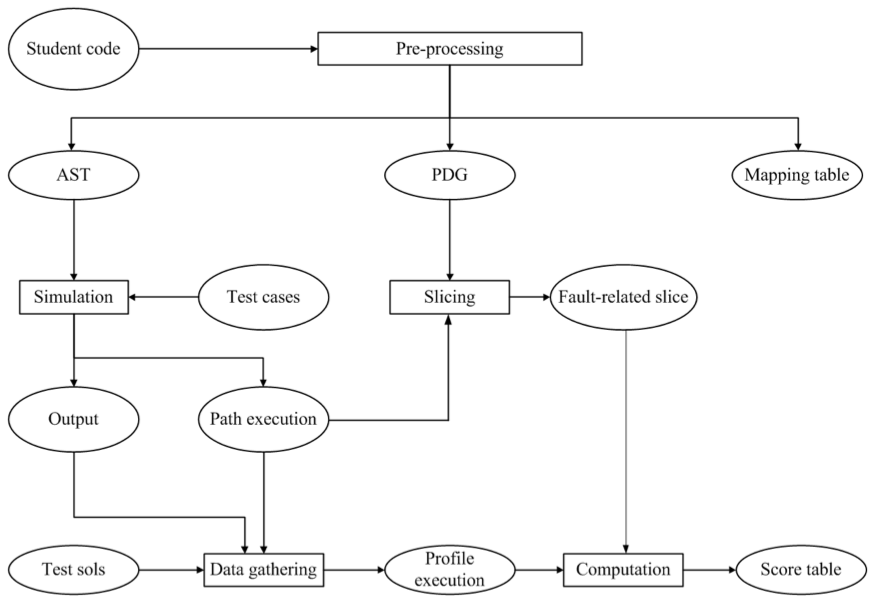 Student code
Pre-processing
AST
PDG
Mapping table
Simulation
Test cases
Slicing
Fault-related slice
Output
Path execution
Test sols
Data gathering
Profile
execution
Computation
Score table